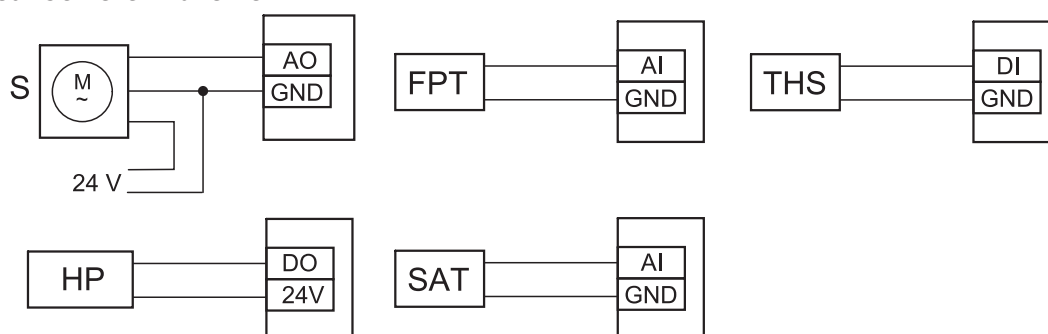 S
M
~
AO
GND
24 V
FPT
AI
GND
THS
DI
GND
HP
DO
24V
SAT
AI
GND